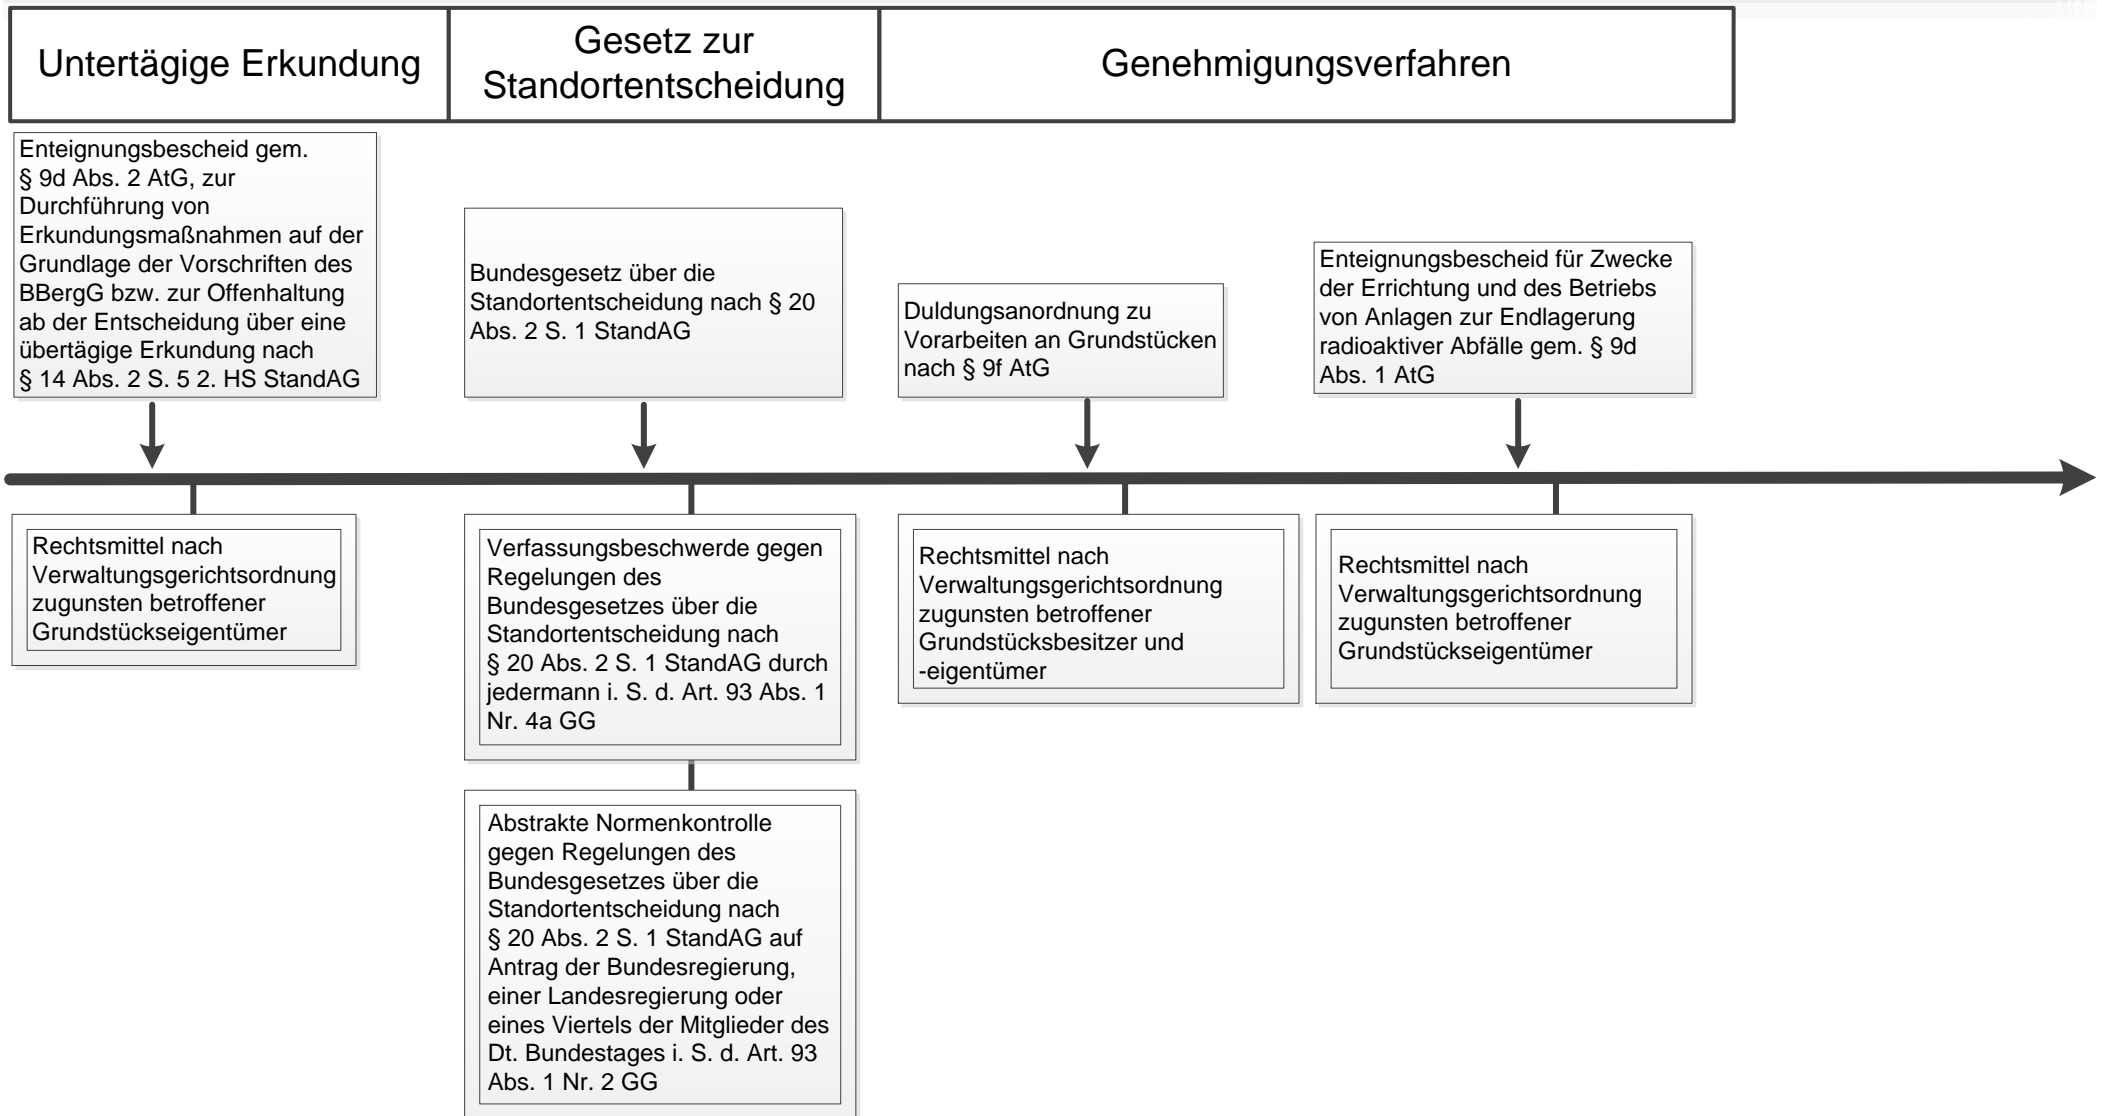 Untertägige Erkundung
Gesetz zur
Standortentscheidung
Genehmigungsverfahren
Enteignungsbescheid gem.
§ 9d Abs. 2 AtG, zur
Durchführung von
Erkundungsmaßnahmen auf der
Grundlage der Vorschriften des
BBergG bzw. zur Offenhaltung
ab der Entscheidung über eine
übertägige Erkundung nach
§ 14 Abs. 2 S. 5 2. HS StandAG
Bundesgesetz über die
Standortentscheidung nach § 20
Abs. 2 S. 1 StandAG
Duldungsanordnung zu
Vorarbeiten an Grundstücken
nach § 9f AtG
Enteignungsbescheid für Zwecke
der Errichtung und des Betriebs
von Anlagen zur Endlagerung
radioaktiver Abfälle gem. § 9d
Abs. 1 AtG
Rechtsmittel nach
Verwaltungsgerichtsordnung
zugunsten betroffener
Grundstückseigentümer
Verfassungsbeschwerde gegen
Regelungen des
Bundesgesetzes über die
Standortentscheidung nach
§ 20 Abs. 2 S. 1 StandAG durch
jedermann i. S. d. Art. 93 Abs. 1
Nr. 4a GG
Abstrakte Normenkontrolle
gegen Regelungen des
Bundesgesetzes über die
Standortentscheidung nach
§ 20 Abs. 2 S. 1 StandAG auf
Antrag der Bundesregierung,
einer Landesregierung oder
eines Viertels der Mitglieder des
Dt. Bundestages i. S. d. Art. 93
Abs. 1 Nr. 2 GG
Rechtsmittel nach
Verwaltungsgerichtsordnung
zugunsten betroffener
Grundstücksbesitzer und
-eigentümer
Rechtsmittel nach
Verwaltungsgerichtsordnung
zugunsten betroffener
Grundstückseigentümer